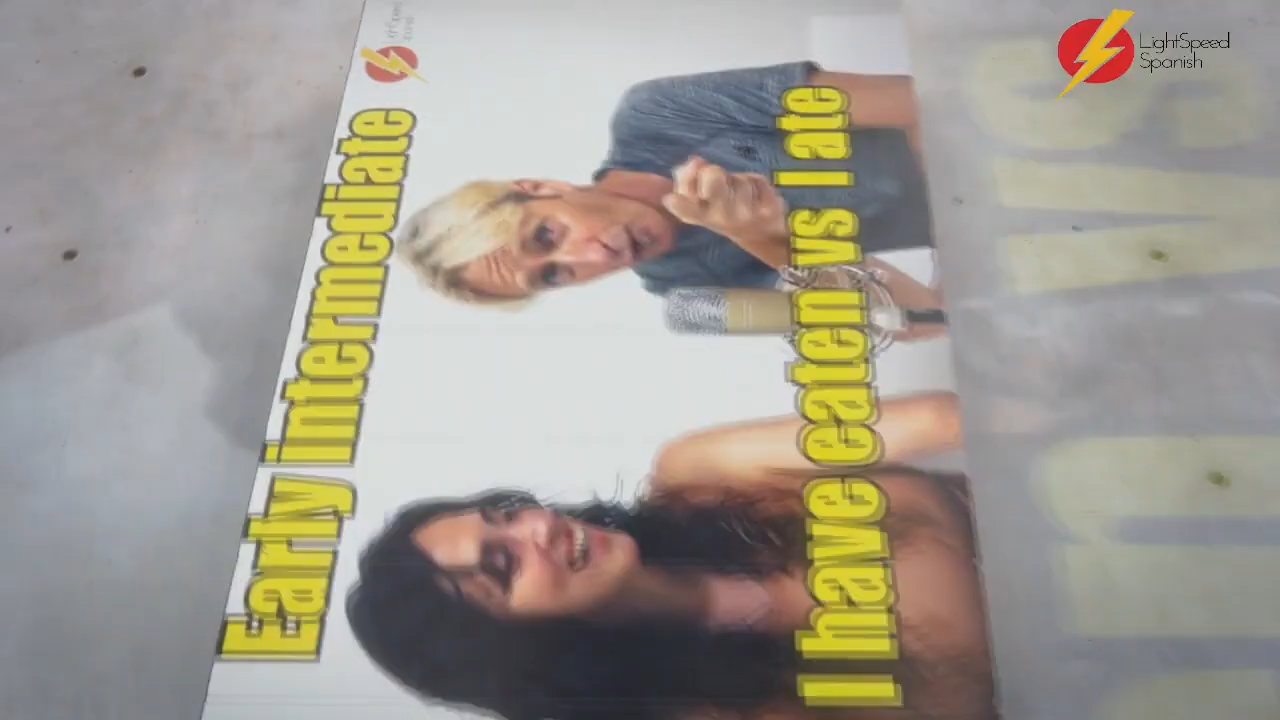 LightSpeed
Spanish
Early intermediate
I have eaten vs I ate